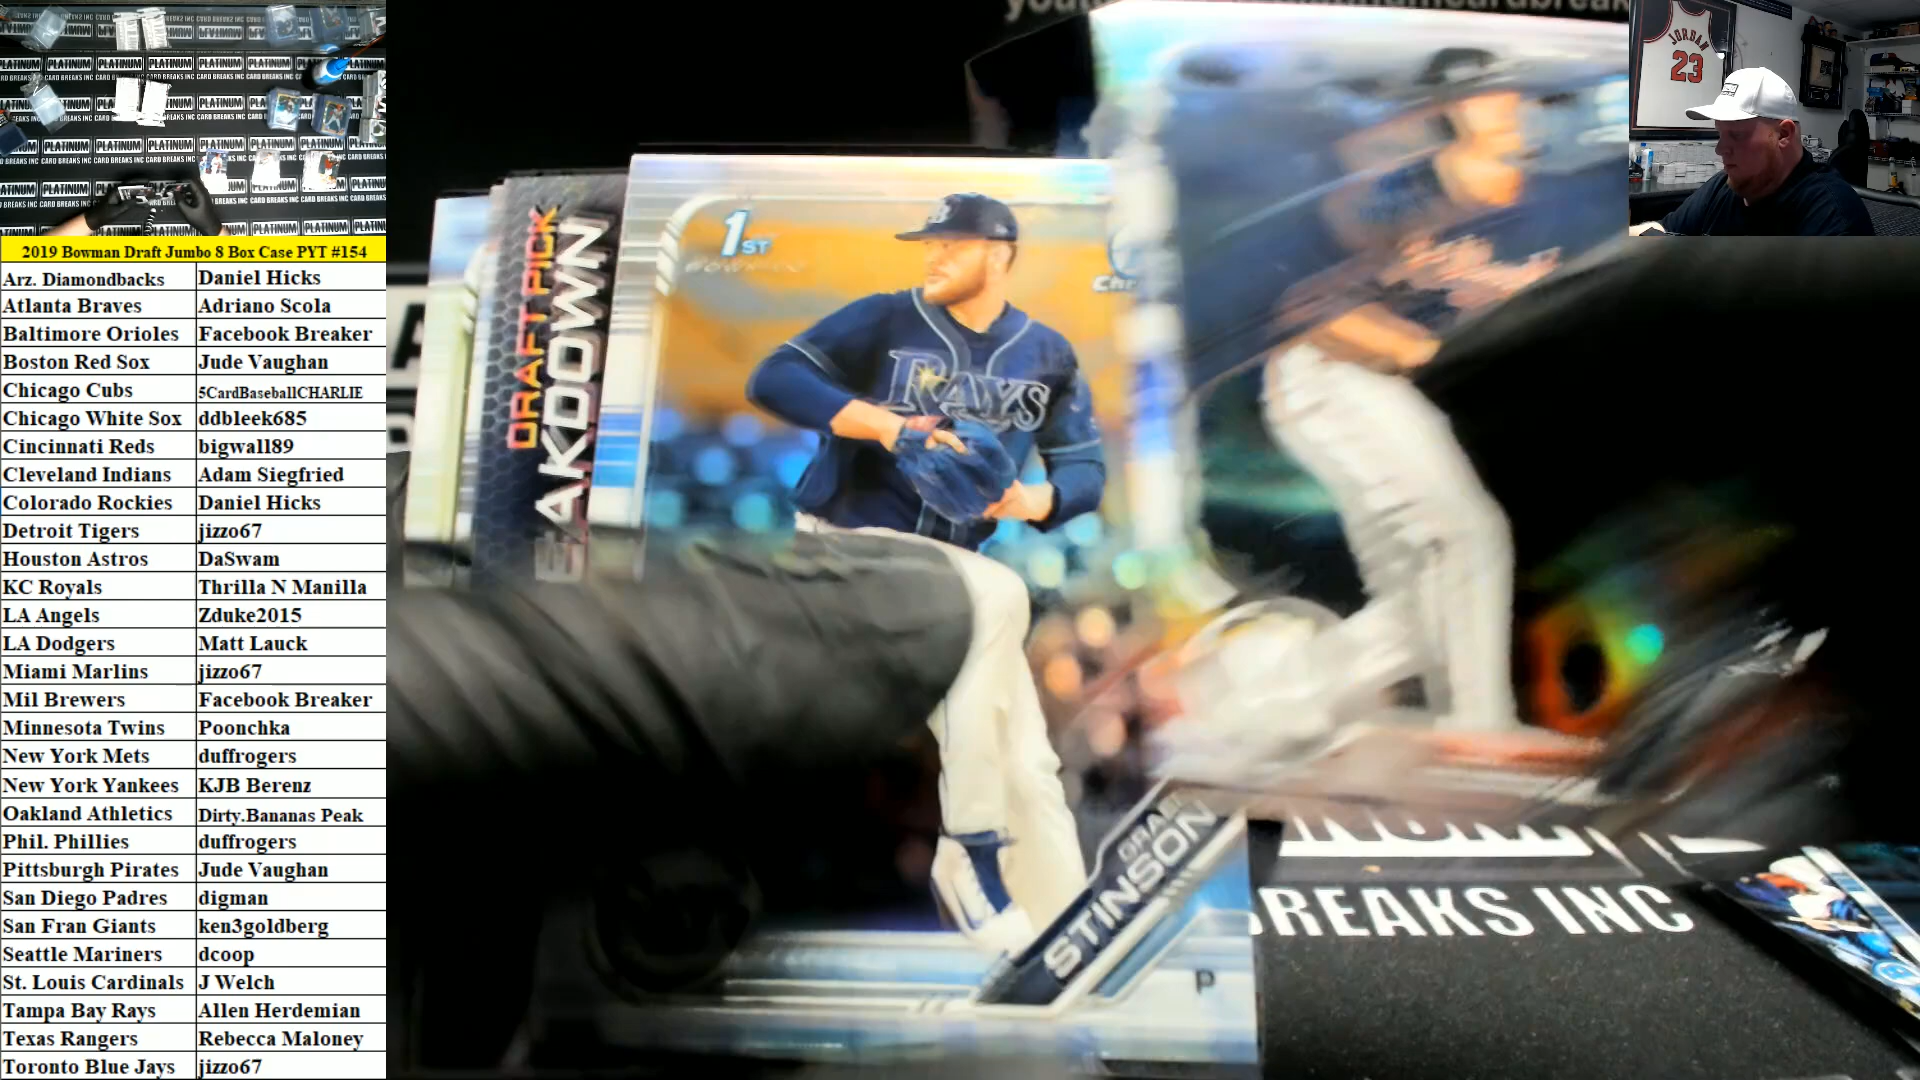 2019 Bowman Draft Jumbo 8 Box Case PYT #154
Arz. Diamondbacks Daniel Hicks
Atlanta Braves Adriano Scola
Baltimore Orioles Facebook Breaker
Boston Red Sox Jude Vaughan
Chicago Cubs 5CardBaseballCHARLIE
Chicago White Sox ddbleek685
Cincinnati Reds bigwall89
Cleveland Indians Adam Siegfried
Colorado Rockies Daniel Hicks
Detroit Tigers jizzo67
Houston Astros DaSwam
KC Royals Thrilla N Manilla
LA Angels Zduke2015
LA Dodgers Matt Lauck
Miami Marlins jizzo67
Mil Brewers Facebook Breaker
Minnesota Twins Poonchka
New York Mets duffrogers
New York Yankees KJB Berenz
Oakland Athletics Dirty.Bananas Peak
Phil. Phillies duffrogers
Pittsburgh Pirates Jude Vaughan
San Diego Padres digman
San Fran Giants ken3goldberg
Seattle Mariners dcoop
St. Louis Cardinals J Welch
Tampa Bay Rays Allen Herdemian
Texas Rangers Rebecca Maloney
Toronto Blue Jays jizzo67
DRAFT PICK
EAKDOWN
1ST
RAYS
STINSON
P
BREAKS INC
JORDAN
23
PLATINUM
CARD BREAKS INC